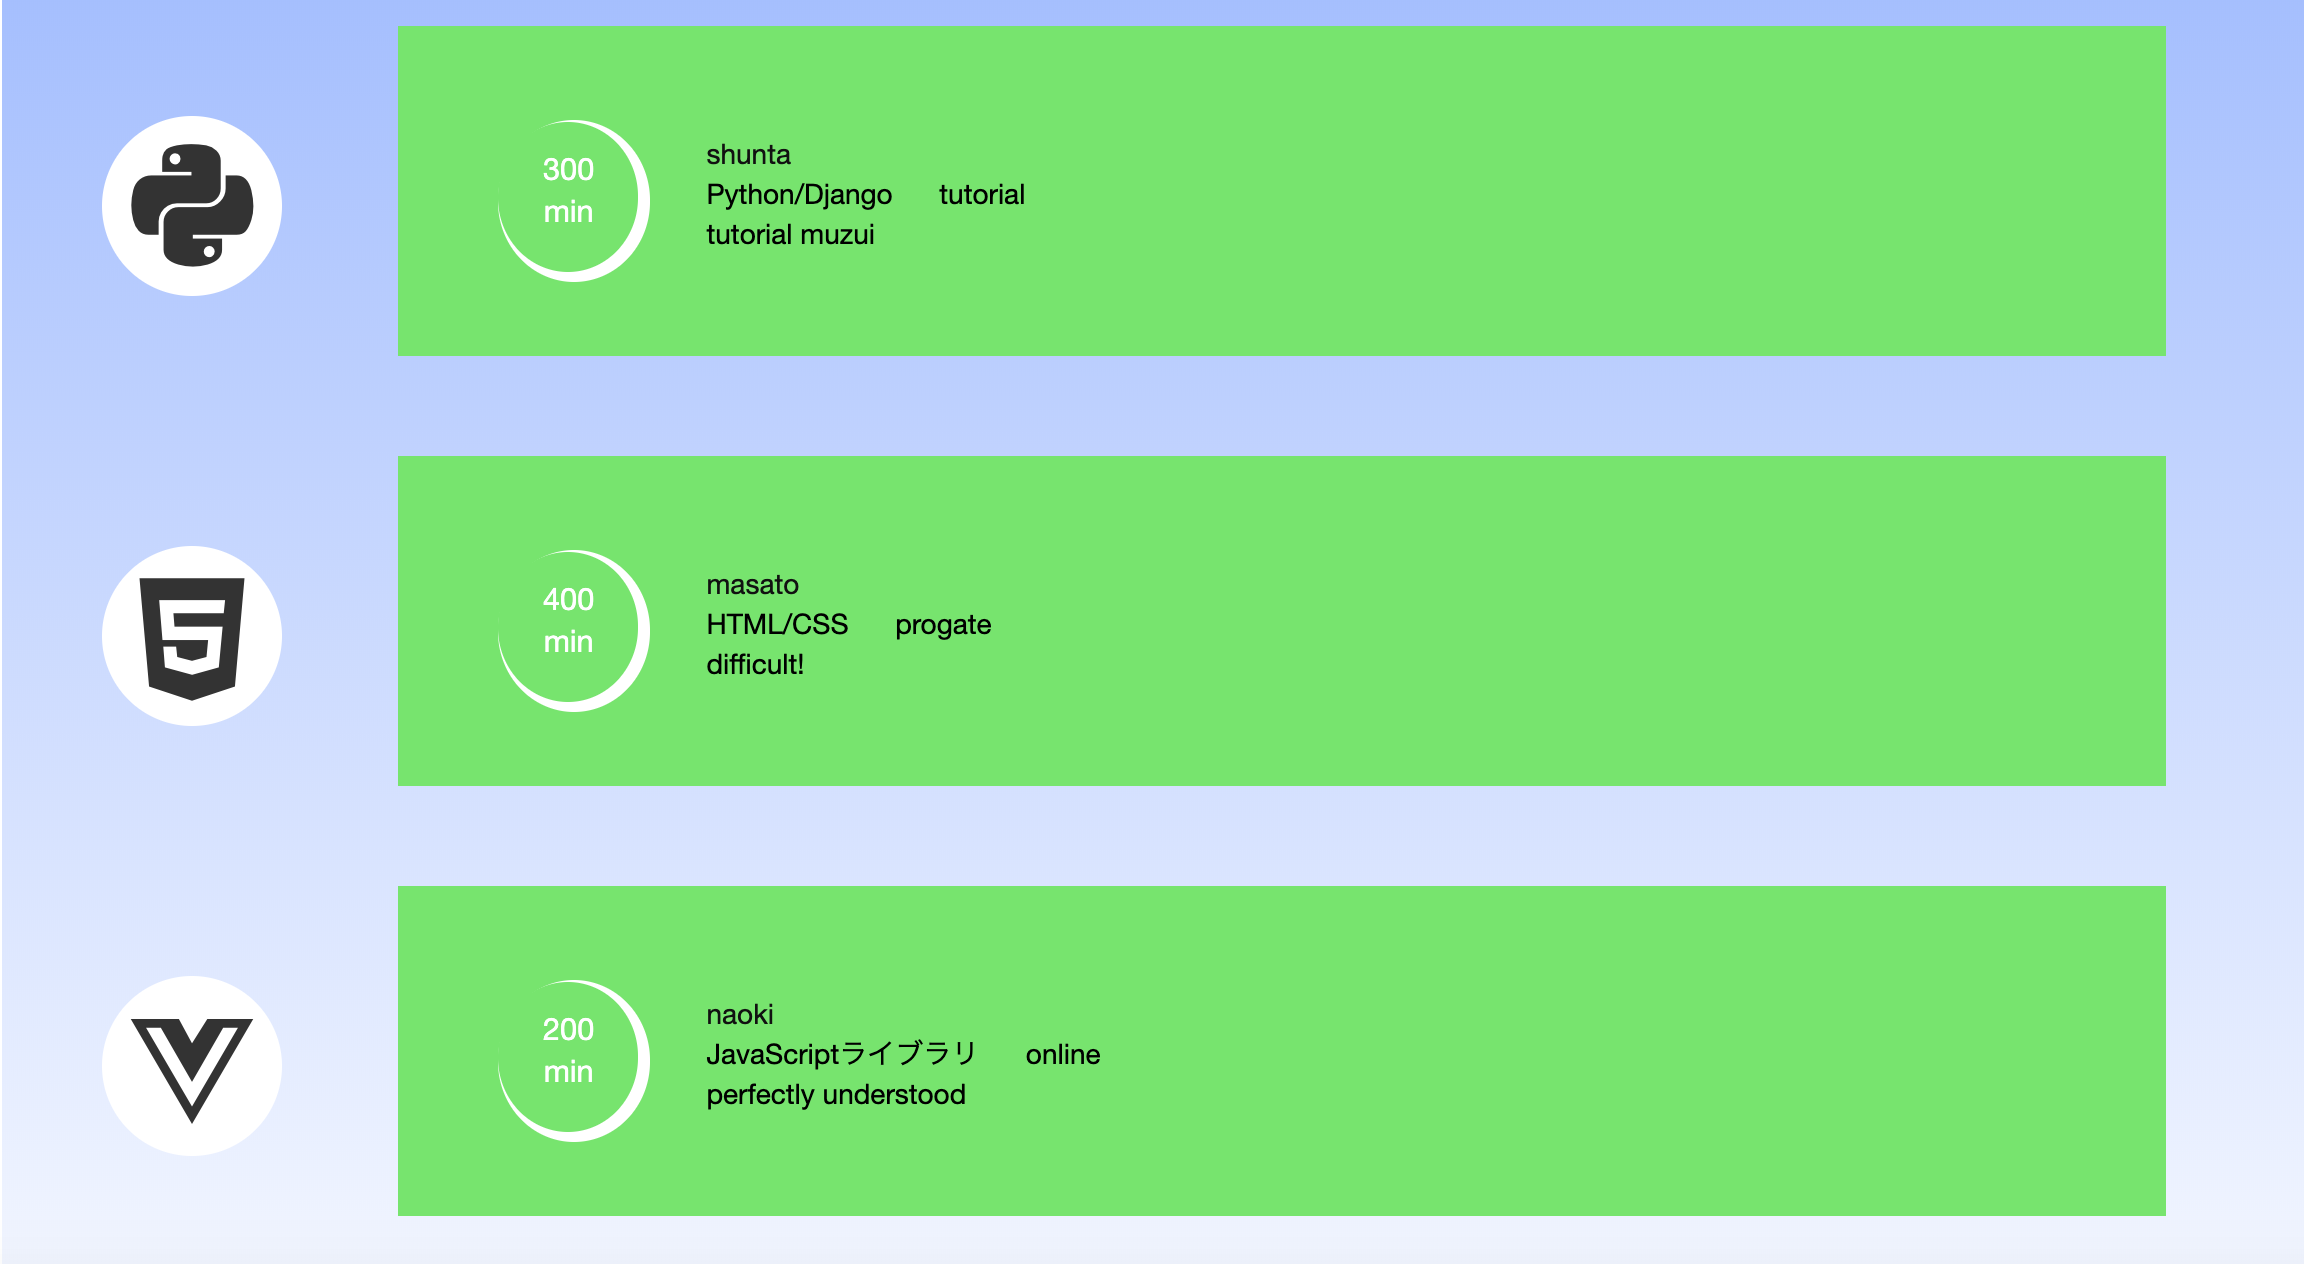 300
min
shunta
Python/Django tutorial
tutorial muzui
400
min
masato
HTML/CSS progate
difficult!
200
min
naoki
JavaScriptライブラリ online
perfectly understood